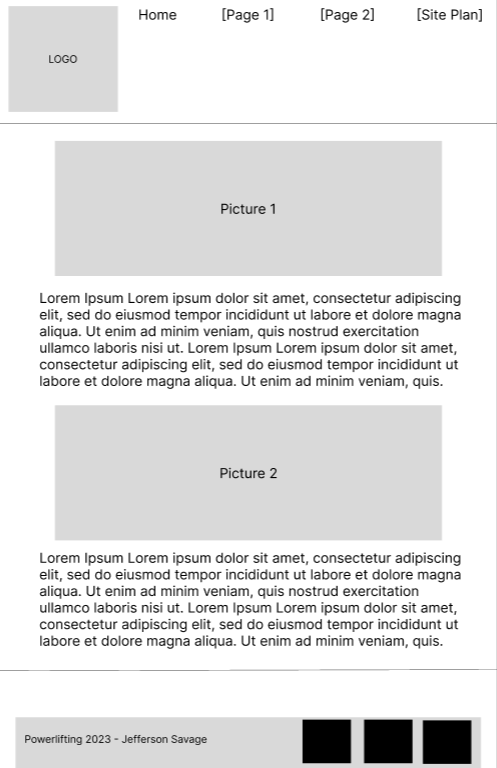 Home [Page 1] [Page 2] [Site Plan]
LOGO
Picture 1
Lorem Ipsum Lorem ipsum dolor sit amet, consectetur adipiscing
elit, sed do eiusmod tempor incididunt ut labore et dolore magna
aliqua. Ut enim ad minim veniam, quis nostrud exercitation
ullamco laboris nisi ut. Lorem Ipsum Lorem ipsum dolor sit amet,
consectetur adipiscing elit, sed do eiusmod tempor incididunt ut
labore et dolore magna aliqua. Ut enim ad minim veniam, quis.
Picture 2
Lorem Ipsum Lorem ipsum dolor sit amet, consectetur adipiscing
elit, sed do eiusmod tempor incididunt ut labore et dolore magna
aliqua. Ut enim ad minim veniam, quis nostrud exercitation
ullamco laboris nisi ut. Lorem Ipsum Lorem ipsum dolor sit amet,
consectetur adipiscing elit, sed do eiusmod tempor incididunt ut
labore et dolore magna aliqua. Ut enim ad minim veniam, quis.
Powerlifting 2023 - Jefferson Savage